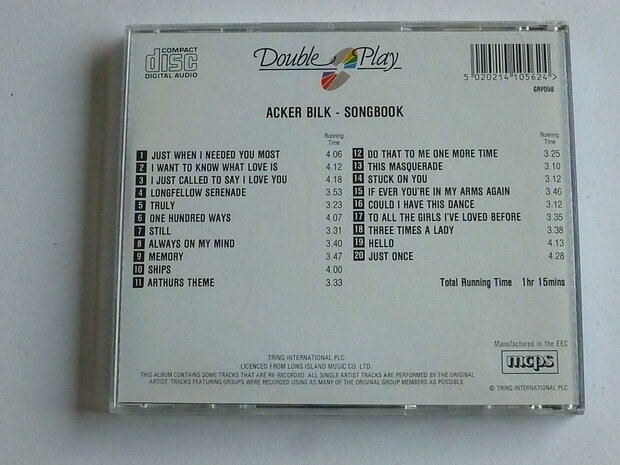 COMPACT
disc
DIGITAL AUDIO
Double Play
5 020214 105624 >
GRF056
ACKER BILK - SONGBOOK
Running Time
1 JUST WHEN I NEEDED YOU MOST 4.06
2 I WANT TO KNOW WHAT LOVE IS 4.12
3 I JUST CALLED TO SAY I LOVE YOU 4.18
4 LONGFELLOW SERENADE 3.53
5 TRULY 3.23
6 ONE HUNDRED WAYS 4.07
7 STILL 3.31
8 ALWAYS ON MY MIND 3.40
9 MEMORY 3.47
10 SHIPS 4.00
11 ARTHURS THEME 3.33
Running Time
12 DO THAT TO ME ONE MORE TIME 3.25
13 THIS MASQUERADE 3.10
14 STUCK ON YOU 3.12
15 IF EVER YOU'RE IN MY ARMS AGAIN 3.46
16 COULD I HAVE THIS DANCE 3.12
17 TO ALL THE GIRLS I'VE LOVED BEFORE 3.35
18 THREE TIMES A LADY 3.38
19 HELLO 4.13
20 JUST ONCE 4.28
Total Running Time 1hr 15mins
Manufactured in the EEC
mcps
TRING INTERNATIONAL PLC
LICENCED FROM LONG ISLAND MUSIC CO LTD.
THIS ALBUM CONTAINS SOME TRACKS THAT ARE RE-RECORDED. ALL SINGLE ARTIST TRACKS ARE PERFORMED BY THE ORIGINAL
ARTIST. TRACKS FEATURING GROUPS WERE RECORDED USING AS MANY OF THE ORIGINAL GROUP MEMBERS AS POSSIBLE.
© TRING INTERNATIONAL PLC